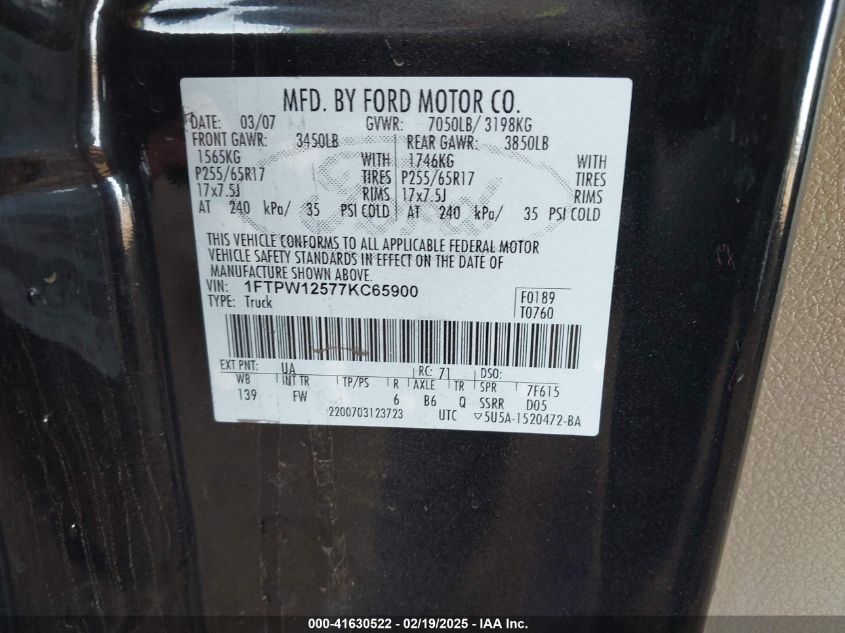 MFD. BY FORD MOTOR CO.
DATE: 03/07 GVWR: 7050LB/ 3198KG
FRONT GAWR: 3450LB REAR GAWR: 3850LB
1565KG WITH 1746KG WITH
P255/65R17 TIRES P255/65R17 TIRES
17x7.5J RIMS 17x7.5J RIMS
AT 240 kPa/ 35 PSI COLD AT 240 kPa/ 35 PSI COLD
THIS VEHICLE CONFORMS TO ALL APPLICABLE FEDERAL MOTOR
VEHICLE SAFETY STANDARDS IN EFFECT ON THE DATE OF
MANUFACTURE SHOWN ABOVE.
VIN: 1FTPW12577KC65900 F0189
TYPE: Truck T0760
EXT PNT: UA RC: 71 DSO:
WB INT TR TP/PS R AXLE TR SPR 7F615
139 FW 6 B6 Q SSRR D05
2200703123723 UTC ▽5U5A-1520472-BA
000-41630522 - 02/19/2025 - IAA Inc.